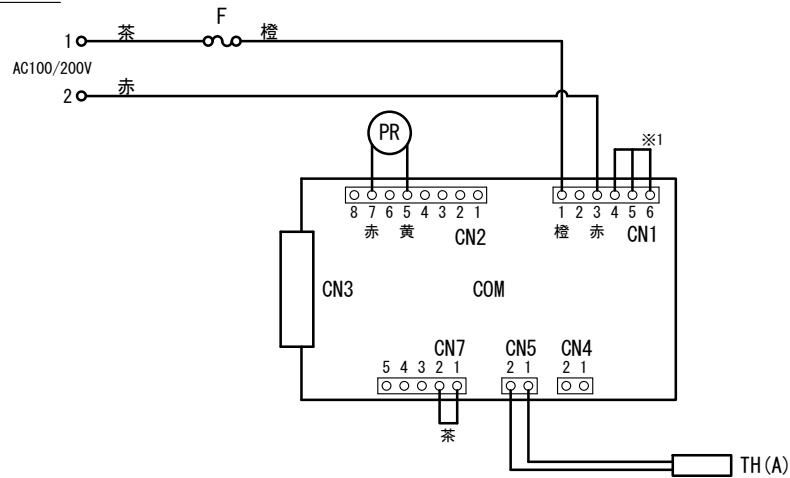 F
1 茶 橙
AC100/200V
2 赤
PR
※1
8 7 6 5 4 3 2 1
1 2 3 4 5 6
赤 黄
CN2
橙 赤
CN1
CN3
COM
CN7
CN5
CN4
5 4 3 2 1
2 1
2 1
茶
TH(A)